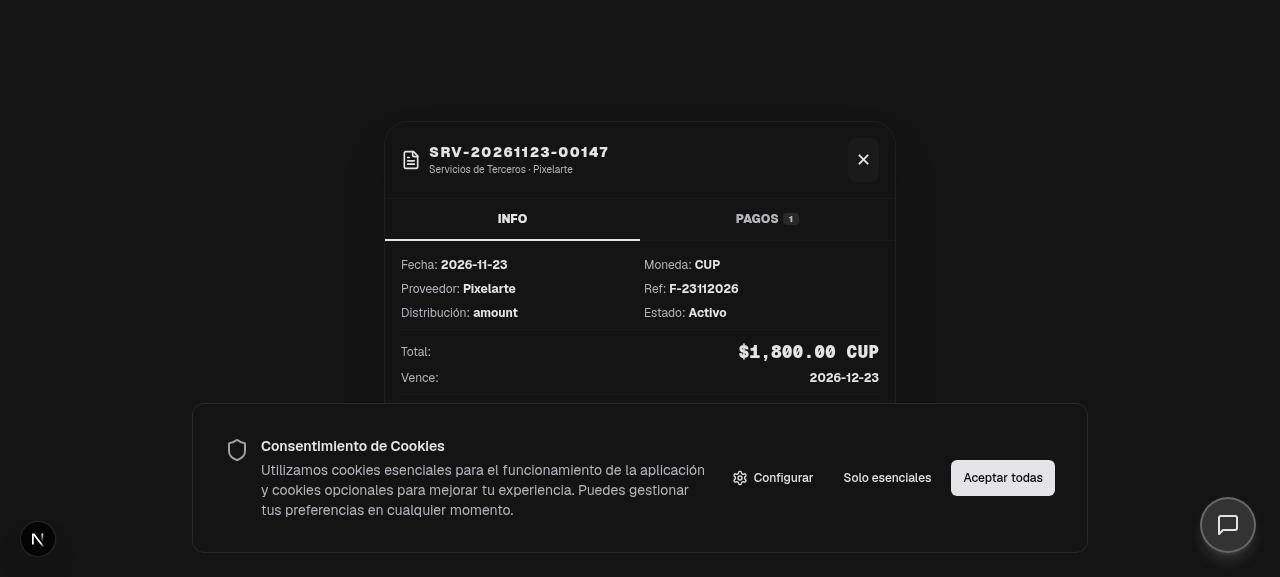 SRV-20261123-00147
Servicios de Terceros · Pixelarte
INFO
PAGOS 1
Fecha: 2026-11-23
Moneda: CUP
Proveedor: Pixelarte
Ref: F-23112026
Distribución: amount
Estado: Activo
Total: $1,800.00 CUP
Vence: 2026-12-23
Consentimiento de Cookies
Utilizamos cookies esenciales para el funcionamiento de la aplicación
y cookies opcionales para mejorar tu experiencia. Puedes gestionar
tus preferencias en cualquier momento.
Configurar
Solo esenciales
Aceptar todas
N